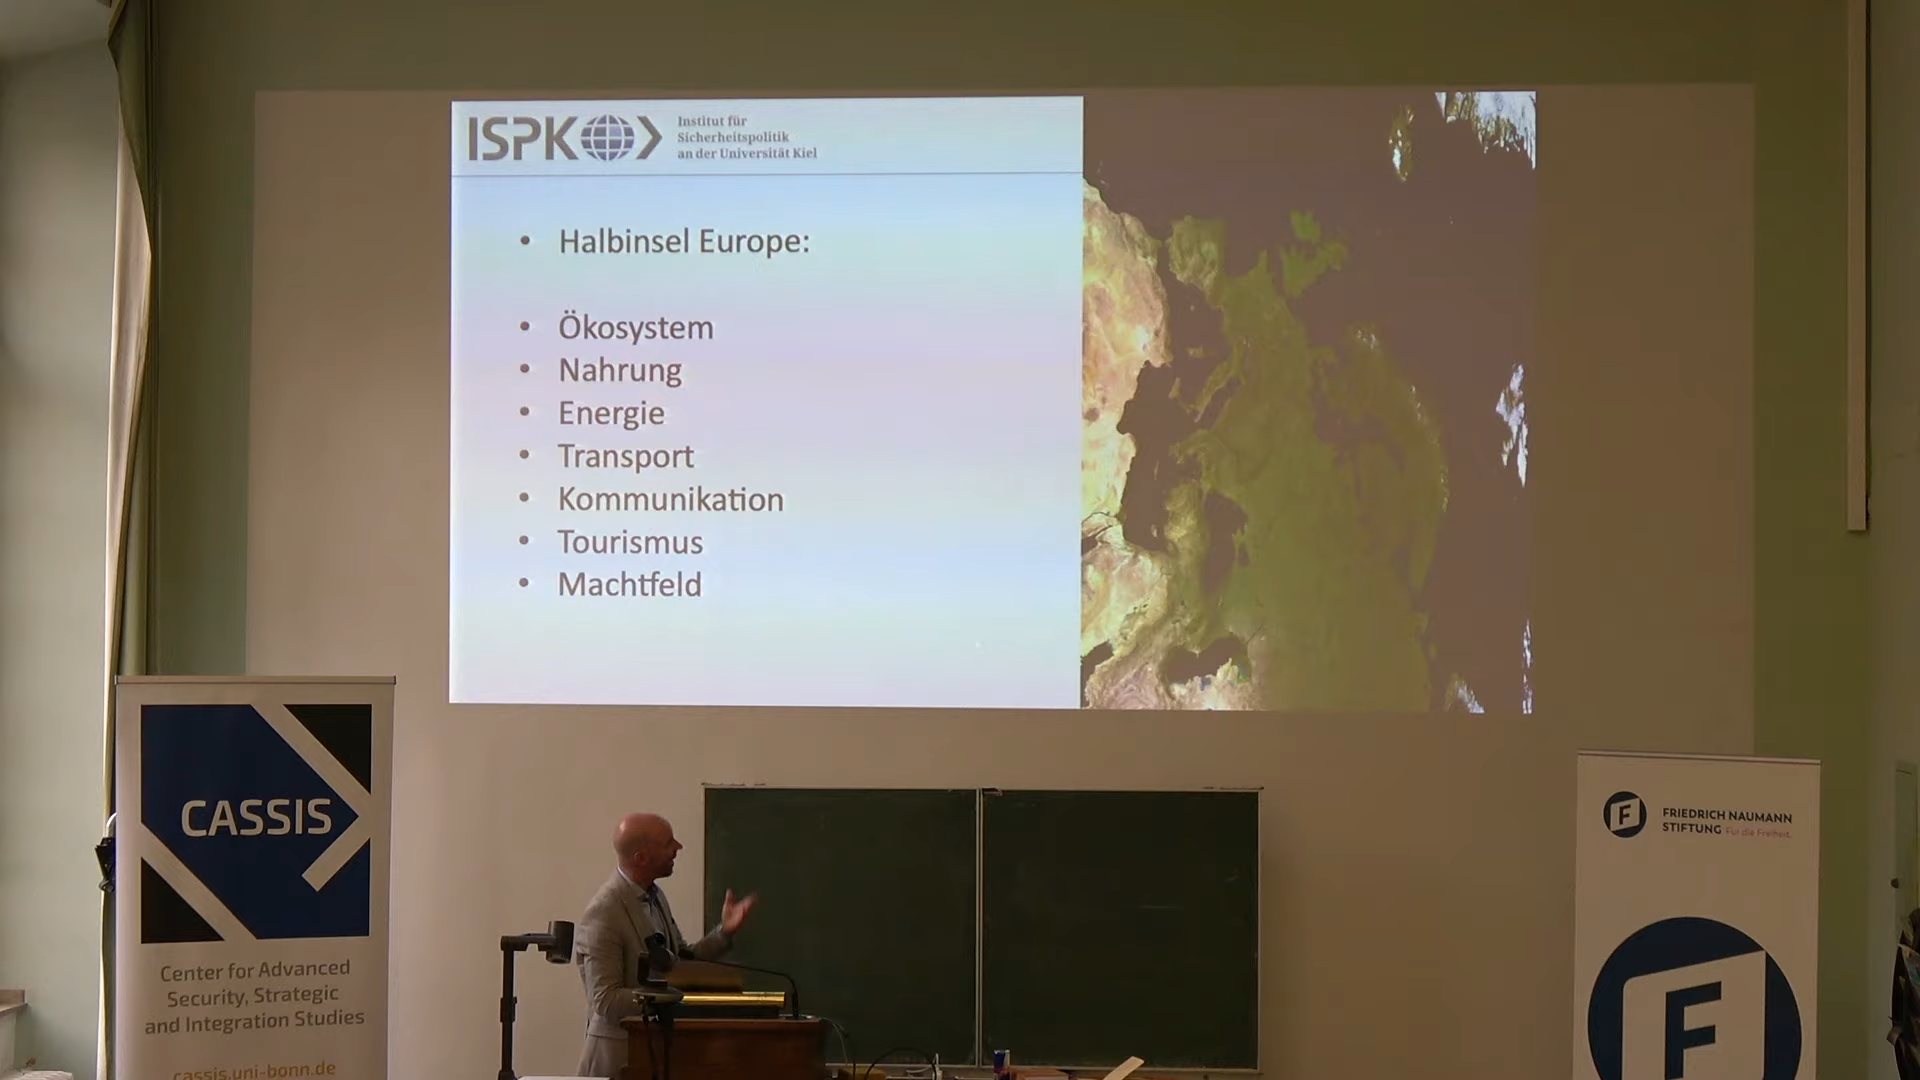 ISPK
Institut für
Sicherheitspolitik
an der Universität Kiel
• Halbinsel Europe:
• Ökosystem
• Nahrung
• Energie
• Transport
• Kommunikation
• Tourismus
• Machtfeld
CASSIS
Center for Advanced
Security, Strategic
and Integration Studies
cassis.uni-bonn.de
F
FRIEDRICH NAUMANN
STIFTUNG Für die Freiheit.
F